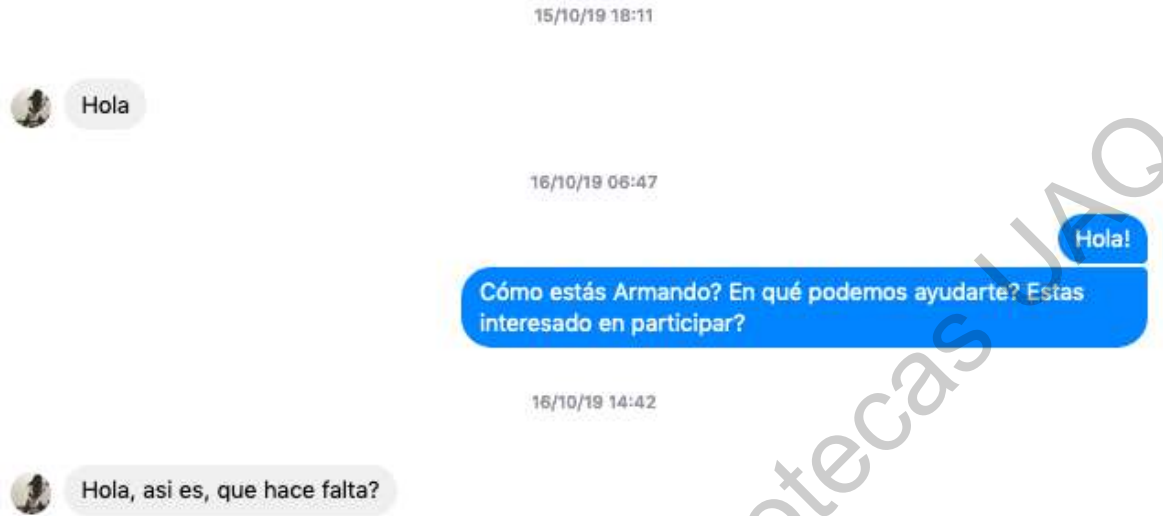 15/10/19 18:11
Hola
16/10/19 06:47
Hola!
Cómo estás Armando? En qué podemos ayudarte? Estas
interesado en participar?
16/10/19 14:42
Hola, asi es, que hace falta?
otecas UAQ